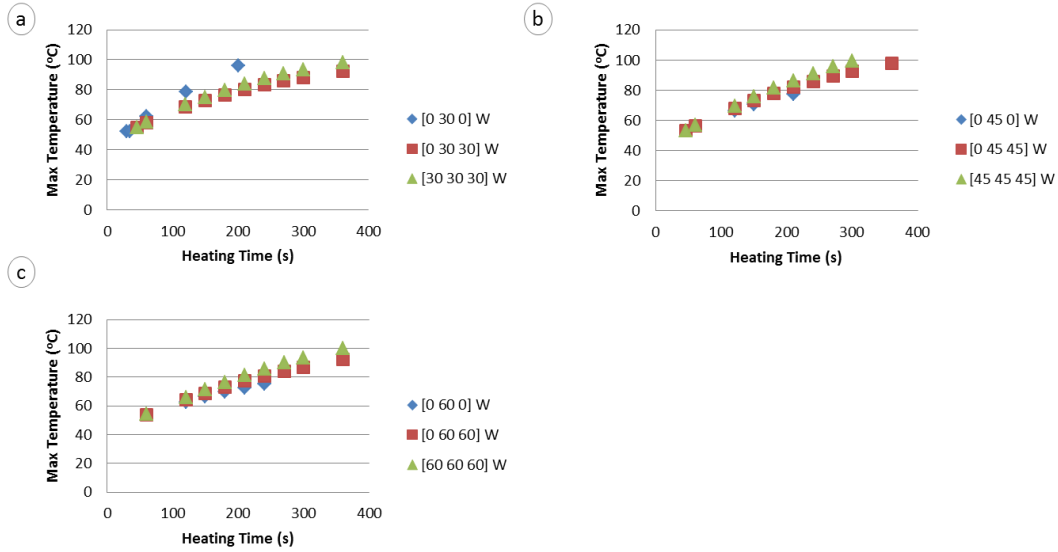 a
Max Temperature (ºC)
120
100
80
60
40
20
0
0 100 200 300 400
Heating Time (s)
[0 30 0] W
[0 30 30] W
[30 30 30] W
b
Max Temperature (ºC)
120
100
80
60
40
20
0
0 100 200 300 400
Heating Time (s)
[0 45 0] W
[0 45 45] W
[45 45 45] W
c
Max Temperature (ºC)
120
100
80
60
40
20
0
0 100 200 300 400
Heating Time (s)
[0 60 0] W
[0 60 60] W
[60 60 60] W